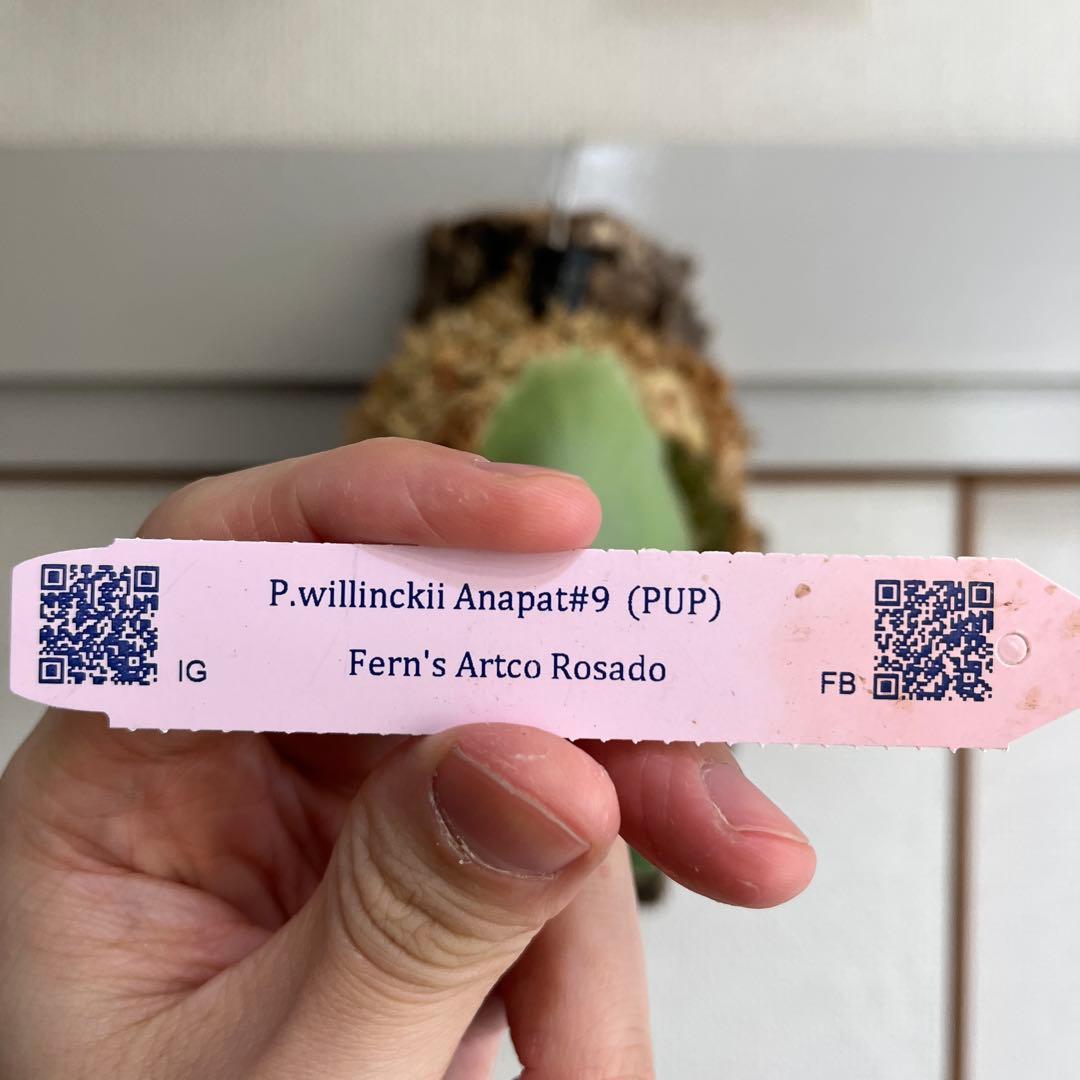 P.willinckii Anapat#9 (PUP)
Fern's Artco Rosado
IG
FB